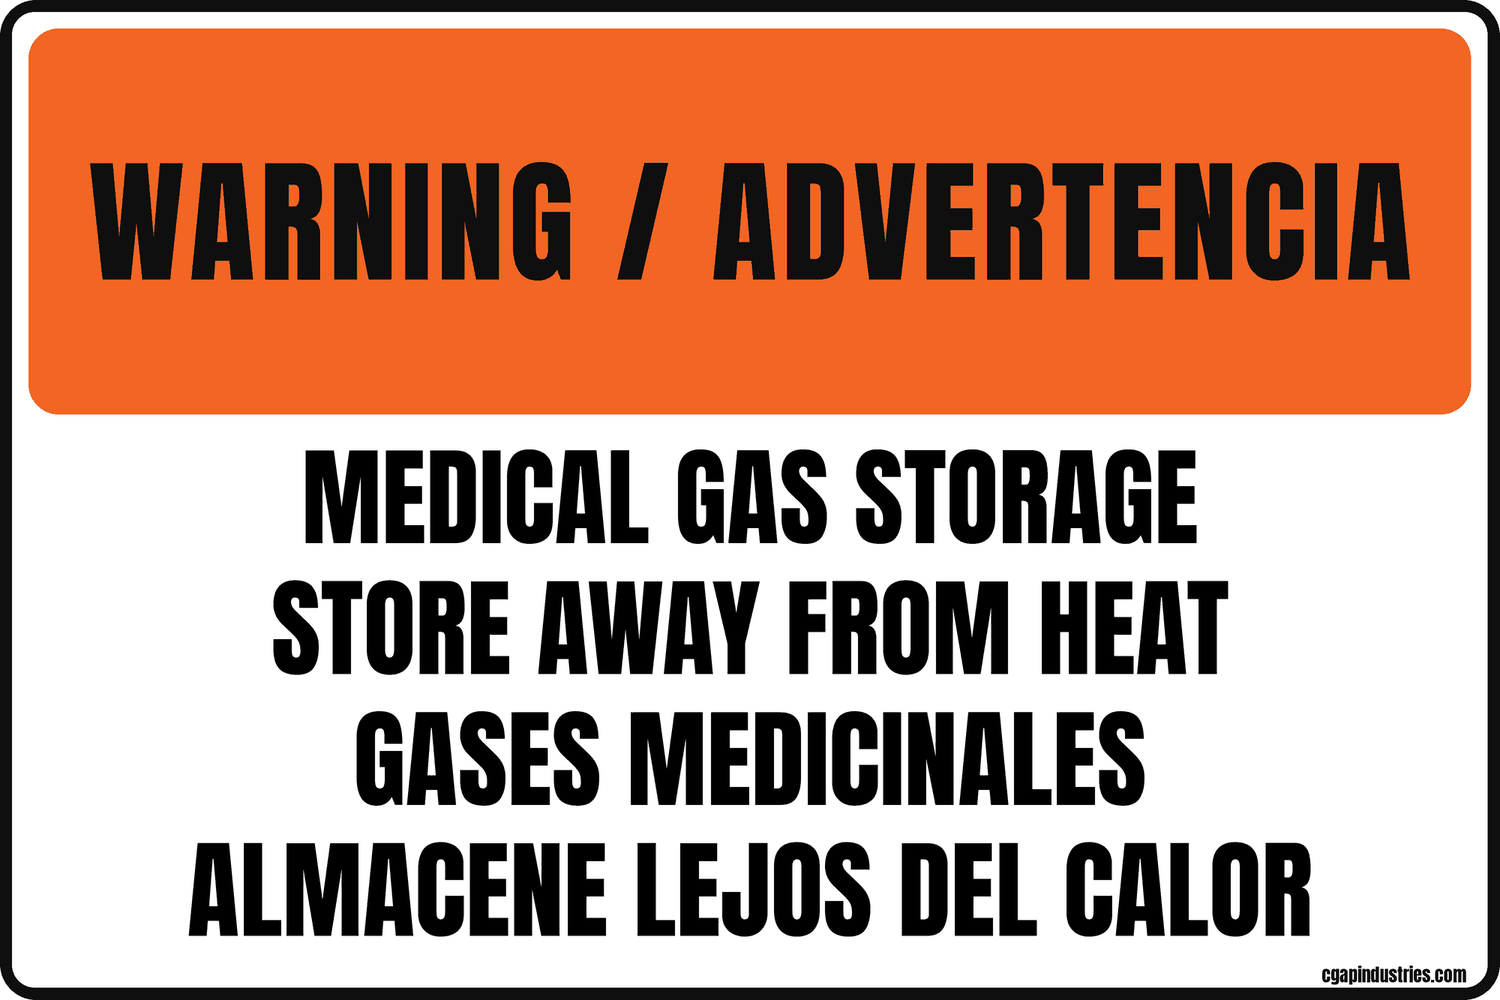 WARNING / ADVERTENCIA
MEDICAL GAS STORAGE
STORE AWAY FROM HEAT
GASES MEDICINALES
ALMACENE LEJOS DEL CALOR
cgapindustries.com